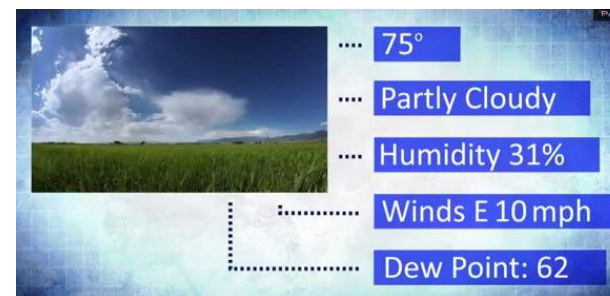 75°
Partly Cloudy
Humidity 31%
Winds E 10 mph
Dew Point: 62